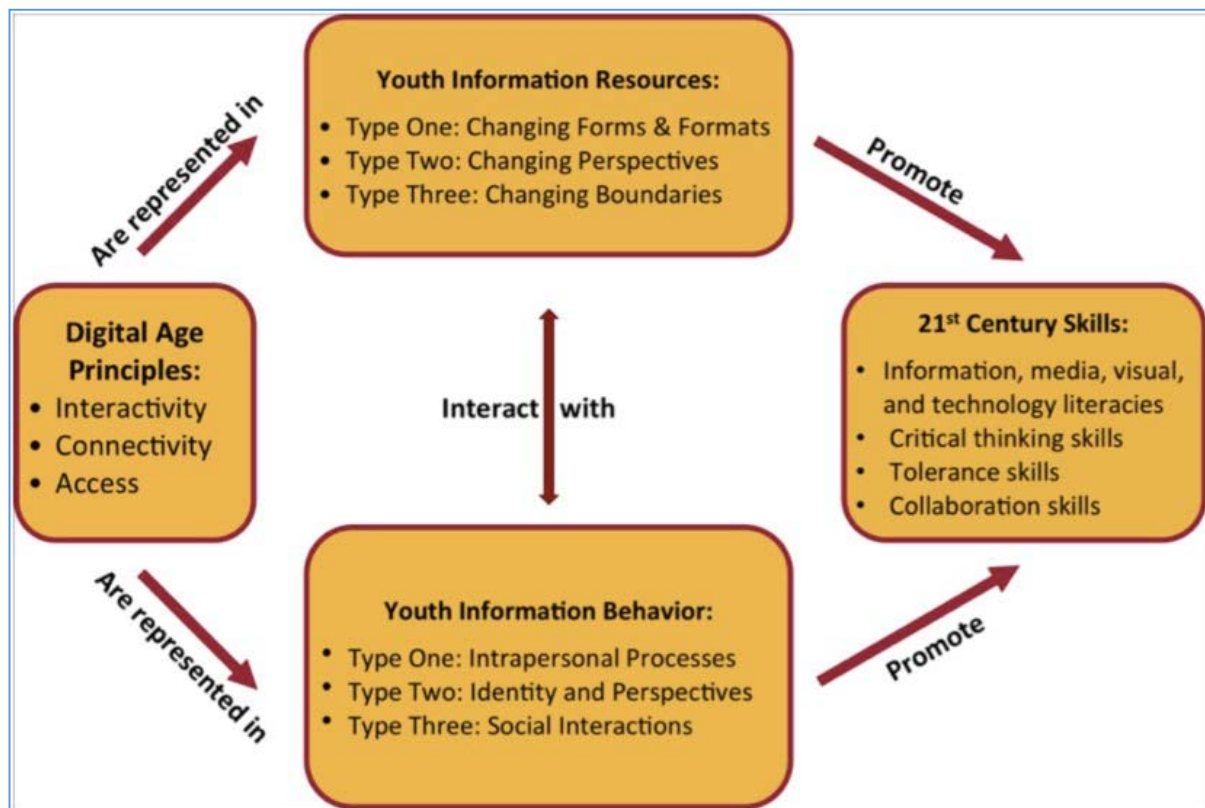 Youth Information Resources:
• Type One: Changing Forms & Formats
• Type Two: Changing Perspectives
• Type Three: Changing Boundaries
Are represented in
Promote
Digital Age
Principles:
• Interactivity
• Connectivity
• Access
Interact with
21st Century Skills:
• Information, media, visual,
and technology literacies
• Critical thinking skills
• Tolerance skills
• Collaboration skills
Are represented in
Youth Information Behavior:
• Type One: Intrapersonal Processes
• Type Two: Identity and Perspectives
• Type Three: Social Interactions
Promote